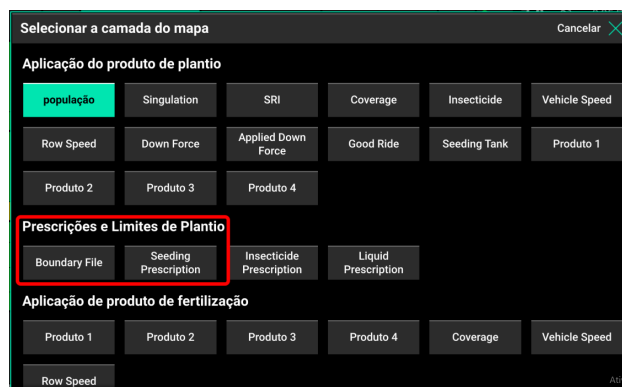 Selecionar a camada do mapa Cancelar
Aplicação do produto de plantio
população Singulation SRI Coverage Insecticide Vehicle Speed
Row Speed Down Force Applied Down Force Good Ride Seeding Tank Produto 1
Produto 2 Produto 3 Produto 4
Prescrições e Limites de Plantio
Boundary File Seeding Prescription Insecticide Prescription Liquid Prescription
Aplicação de produto de fertilização
Produto 1 Produto 2 Produto 3 Produto 4 Coverage Vehicle Speed
Row Speed